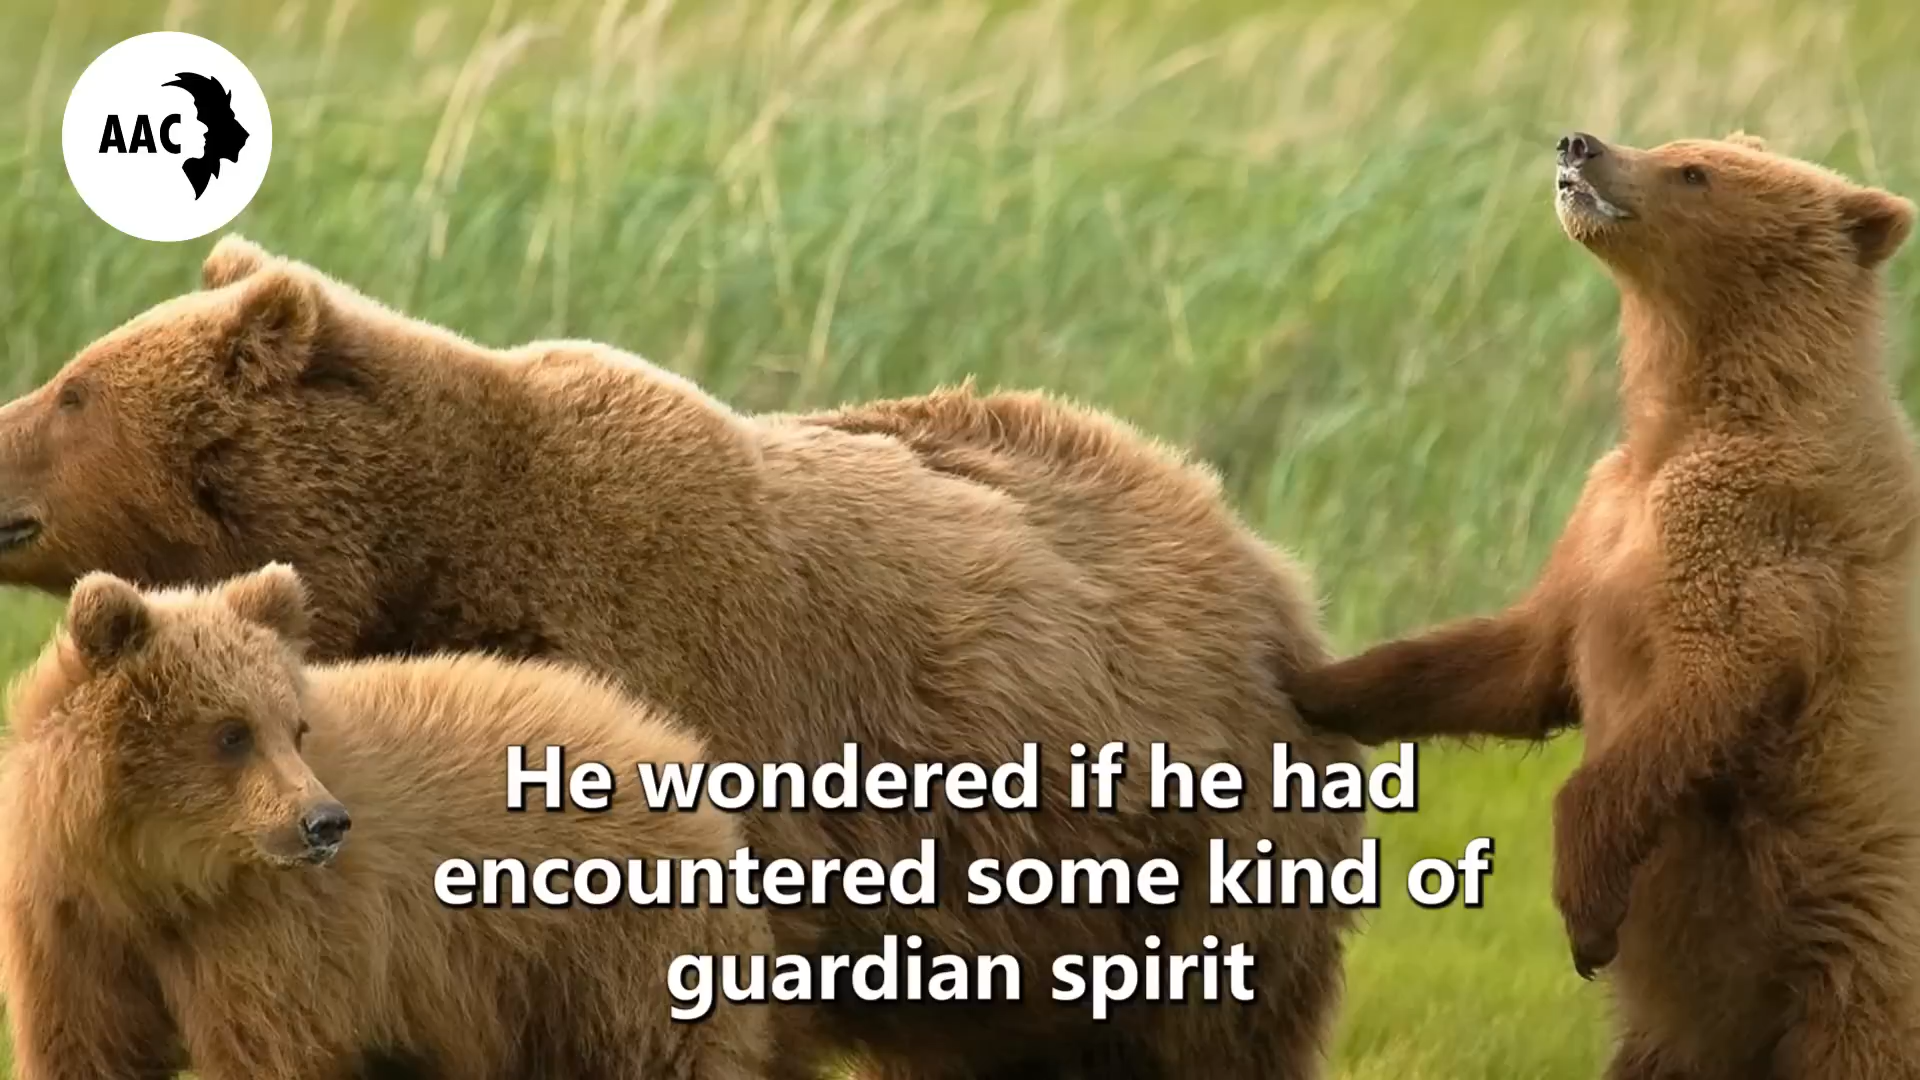 AAC
He wondered if he had
encountered some kind of
guardian spirit